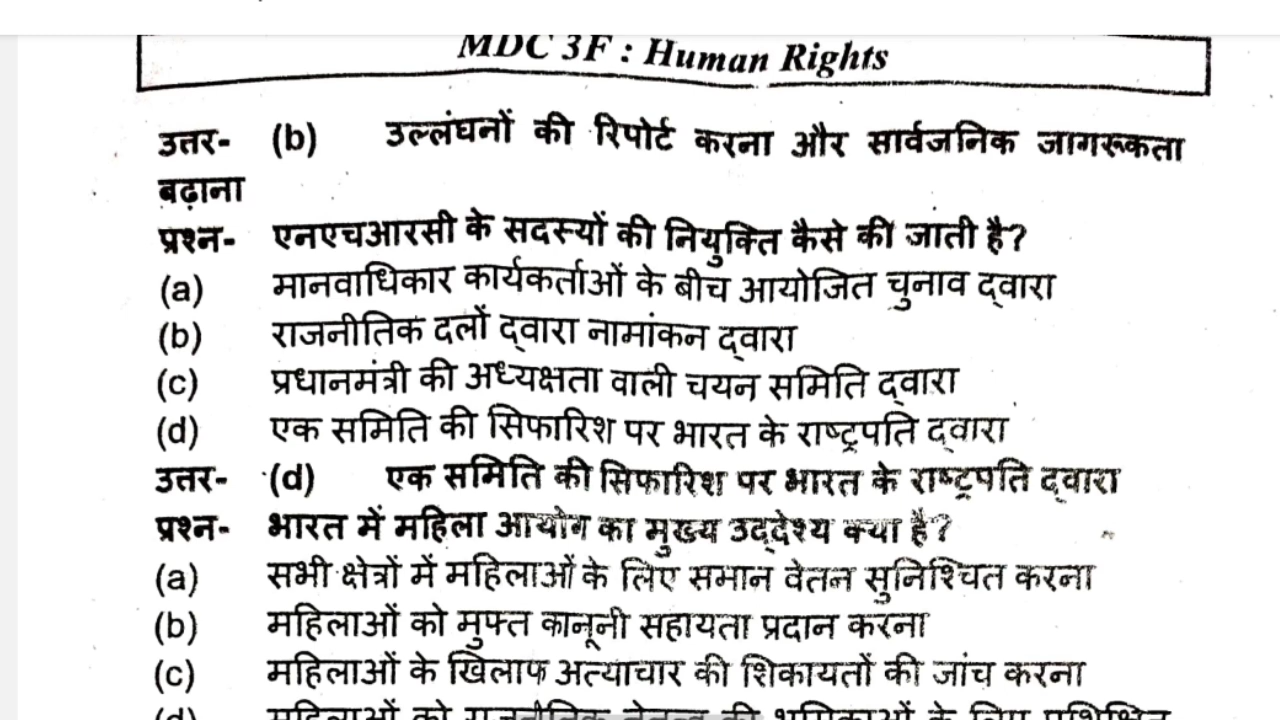 MDC 3F : Human Rights
उत्तर- (b) उल्लंघनों की रिपोर्ट करना और सार्वजनिक जागरूकता
बढ़ाना
प्रश्न- एनएचआरसी के सदस्यों की नियुक्ति कैसे की जाती है?
(a) मानवाधिकार कार्यकर्ताओं के बीच आयोजित चुनाव द्वारा
(b) राजनीतिक दलों द्वारा नामांकन द्वारा
(c) प्रधानमंत्री की अध्यक्षता वाली चयन समिति द्वारा
(d) एक समिति की सिफारिश पर भारत के राष्ट्रपति द्वारा
उत्तर- (d) एक समिति की सिफारिश पर भारत के राष्ट्रपति द्वारा
प्रश्न- भारत में महिला आयोग का मुख्य उद्देश्य क्या है?
(a) सभी क्षेत्रों में महिलाओं के लिए समान वेतन सुनिश्चित करना
(b) महिलाओं को मुफ्त कानूनी सहायता प्रदान करना
(c) महिलाओं के खिलाफ अत्याचार की शिकायतों की जांच करना
(d) महिलाओं को राजनीतिक नेतृत्व की भूमिकाओं के लिए